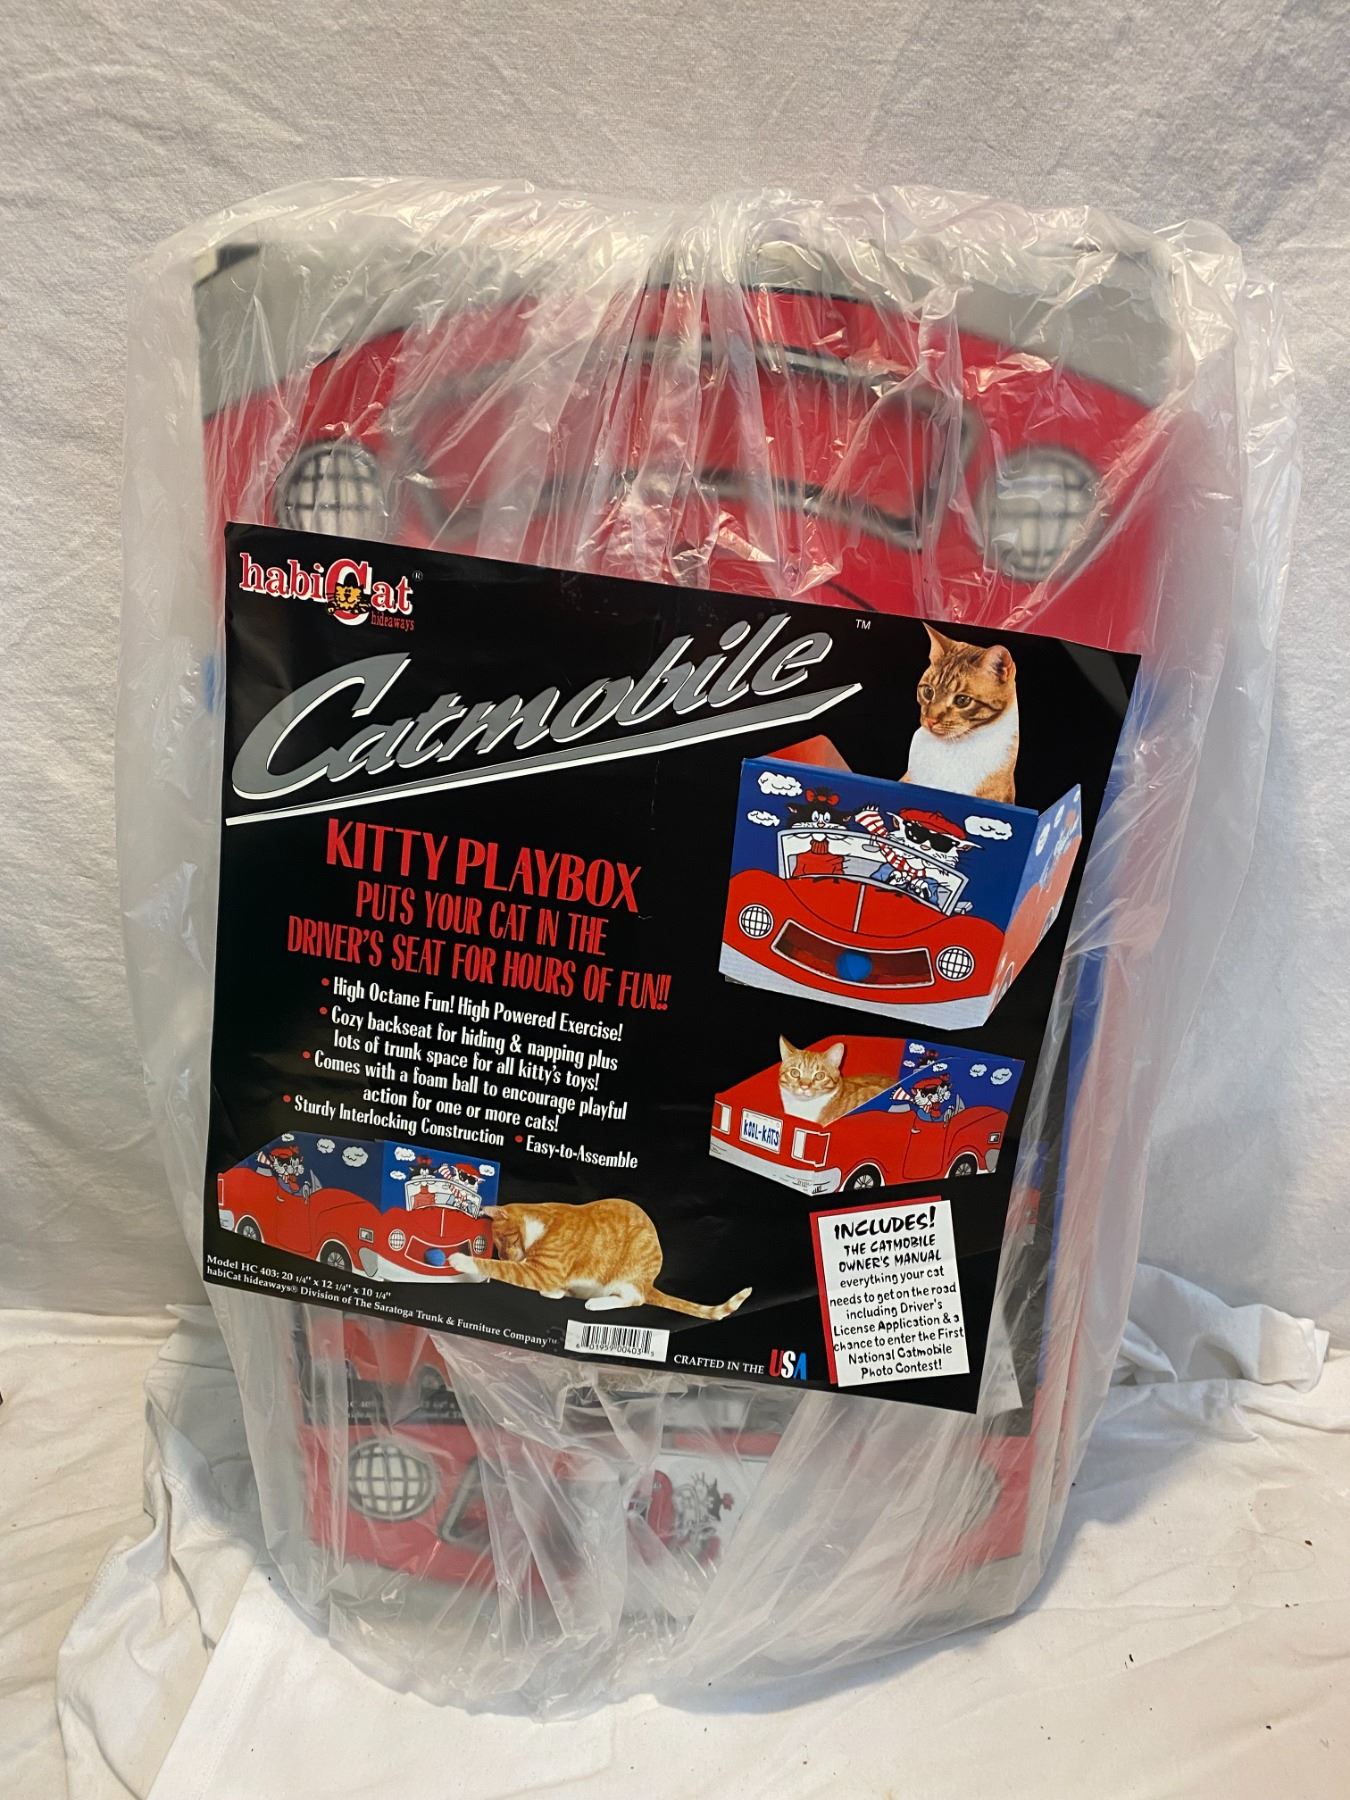 habiCat®
hideaways
Catmobile™
KITTY PLAYBOX
PUTS YOUR CAT IN THE
DRIVER'S SEAT FOR HOURS OF FUN!!
• High Octane Fun! High Powered Exercise!
• Cozy backseat for hiding & napping plus
lots of trunk space for all kitty's toys!
• Comes with a foam ball to encourage playful
action for one or more cats!
• Sturdy Interlocking Construction • Easy-to-Assemble
KOOL-KATS
INCLUDES!
THE CATMOBILE
OWNER'S MANUAL
everything your cat
needs to get on the road
including Driver's
License Application & a
chance to enter the First
National Catmobile
Photo Contest!
Model HC 403: 20 1/4" x 12 1/4" x 10 1/4"
habiCat hideaways® Division of The Saratoga Trunk & Furniture Company™
6 01959 00403 5
CRAFTED IN THE USA